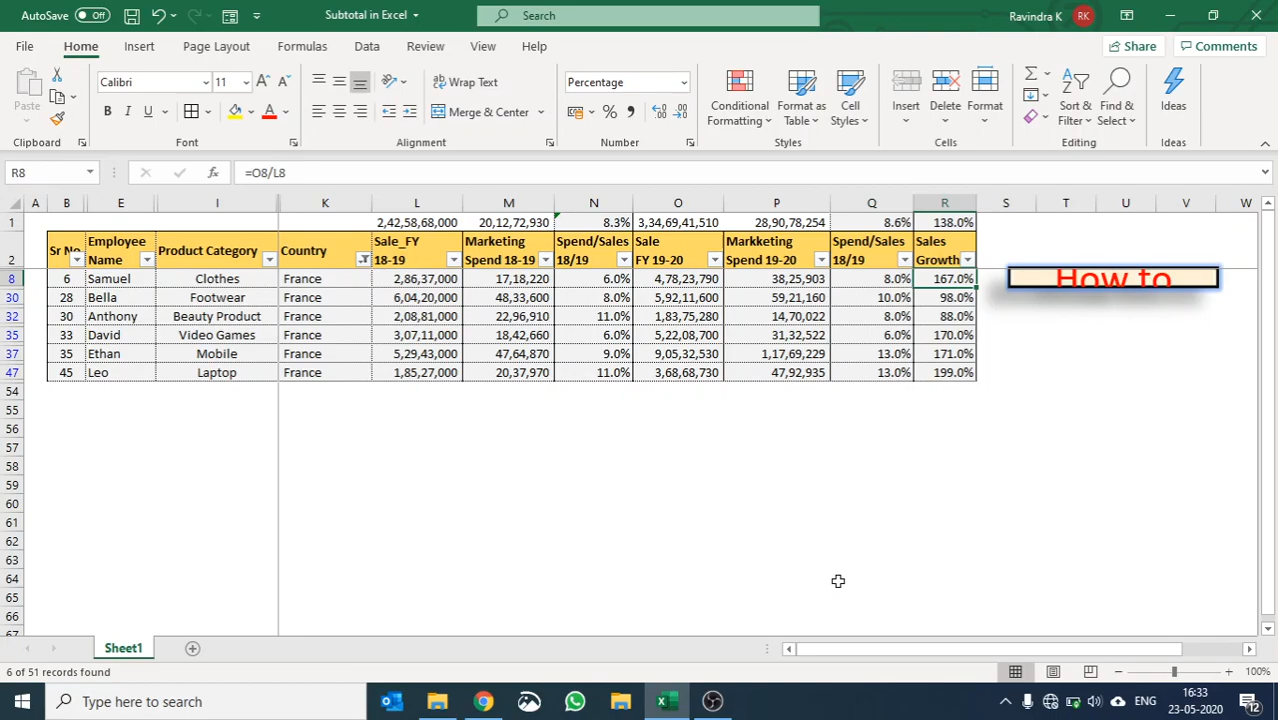 AutoSave Off Subtotal in Excel Search Ravindra K RK
File Home Insert Page Layout Formulas Data Review View Help Share Comments
Calibri 11 Wrap Text Percentage
Paste B I U A Merge & Center % Conditional Formatting Format as Table Cell Styles Insert Delete Format Sort & Filter Find & Select Ideas
Clipboard Font Alignment Number Styles Cells Editing Ideas
R8 fx =O8/L8
A B E I K L M N O P Q R S T U V W
1 2,42,58,68,000 20,12,72,930 8.3% 3,34,69,41,510 28,90,78,254 8.6% 138.0%
Employee Sale_FY Marketing Spend/Sales Sale Markketing Spend/Sales Sales
Sr No Product Category Country
2 Name 18-19 Spend 18-19 18/19 FY 19-20 Spend 19-20 18/19 Growth
8 6 Samuel Clothes France 2,86,37,000 17,18,220 6.0% 4,78,23,790 38,25,903 8.0% 167.0% How to
30 28 Bella Footwear France 6,04,20,000 48,33,600 8.0% 5,92,11,600 59,21,160 10.0% 98.0%
32 30 Anthony Beauty Product France 2,08,81,000 22,96,910 11.0% 1,83,75,280 14,70,022 8.0% 88.0%
35 33 David Video Games France 3,07,11,000 18,42,660 6.0% 5,22,08,700 31,32,522 6.0% 170.0%
37 35 Ethan Mobile France 5,29,43,000 47,64,870 9.0% 9,05,32,530 1,17,69,229 13.0% 171.0%
47 45 Leo Laptop France 1,85,27,000 20,37,970 11.0% 3,68,68,730 47,92,935 13.0% 199.0%
54
55
56
57
58
59
60
61
62
63
64
65
66
67
Sheet1
6 of 51 records found 100%
Type here to search ENG 16:33
23-05-2020 12